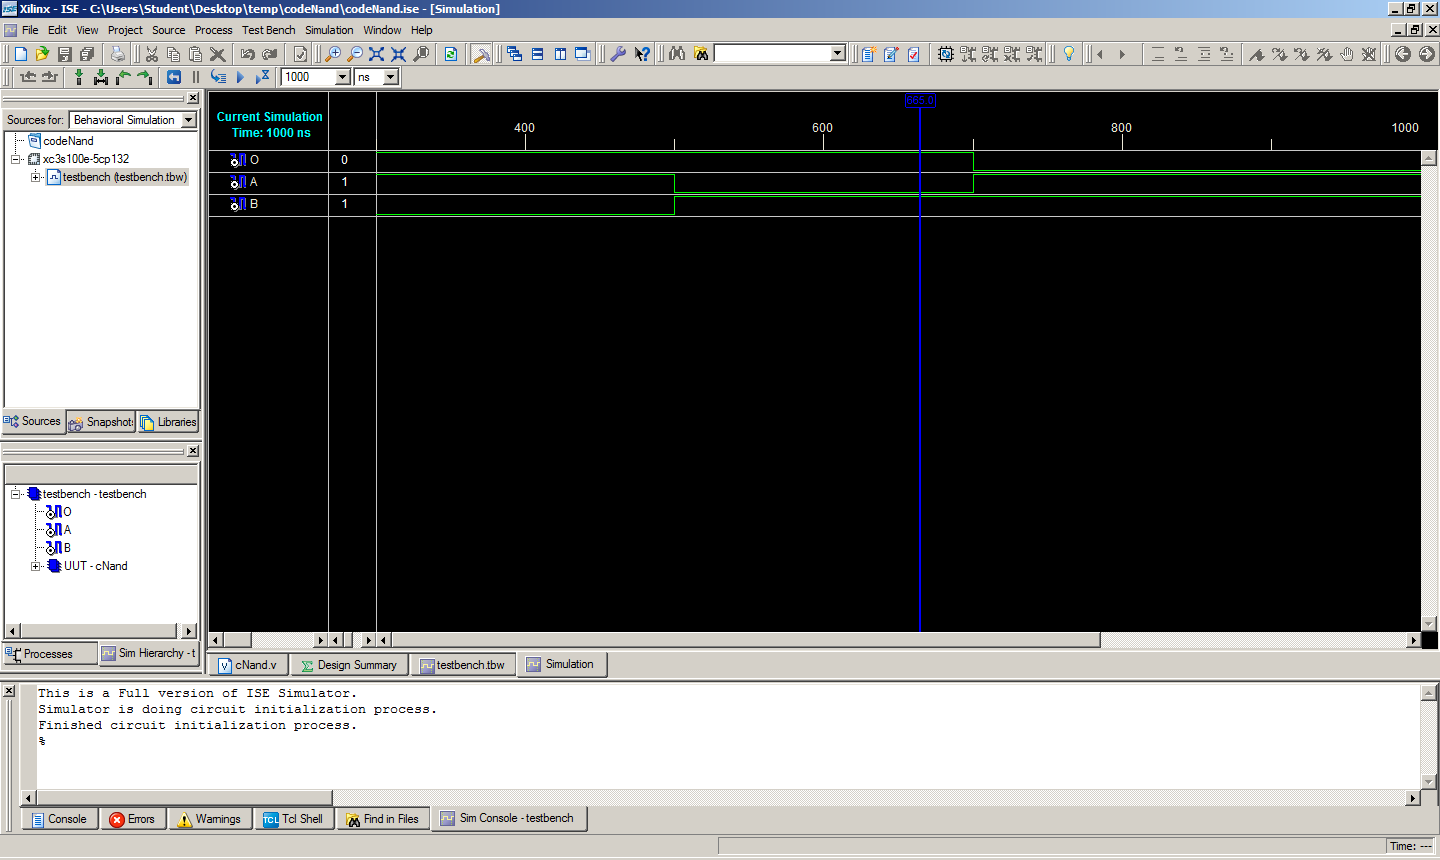 Xilinx - ISE - C:\Users\Student\Desktop\temp\codeNand\codeNand.ise - [Simulation]
File Edit View Project Source Process Test Bench Simulation Window Help
1000 ns
Sources for: Behavioral Simulation
codeNand
xc3s100e-5cp132
testbench (testbench.tbw)
Sources Snapshot: Libraries
testbench - testbench
O
A
B
UUT - cNand
Processes Sim Hierarchy - t
Current Simulation
Time: 1000 ns
665.0
400 600 800 1000
O 0
A 1
B 1
cNand.v Design Summary testbench.tbw Simulation
This is a Full version of ISE Simulator.
Simulator is doing circuit initialization process.
Finished circuit initialization process.
%
Console Errors Warnings TCL Tcl Shell Find in Files Sim Console - testbench
Time: ---